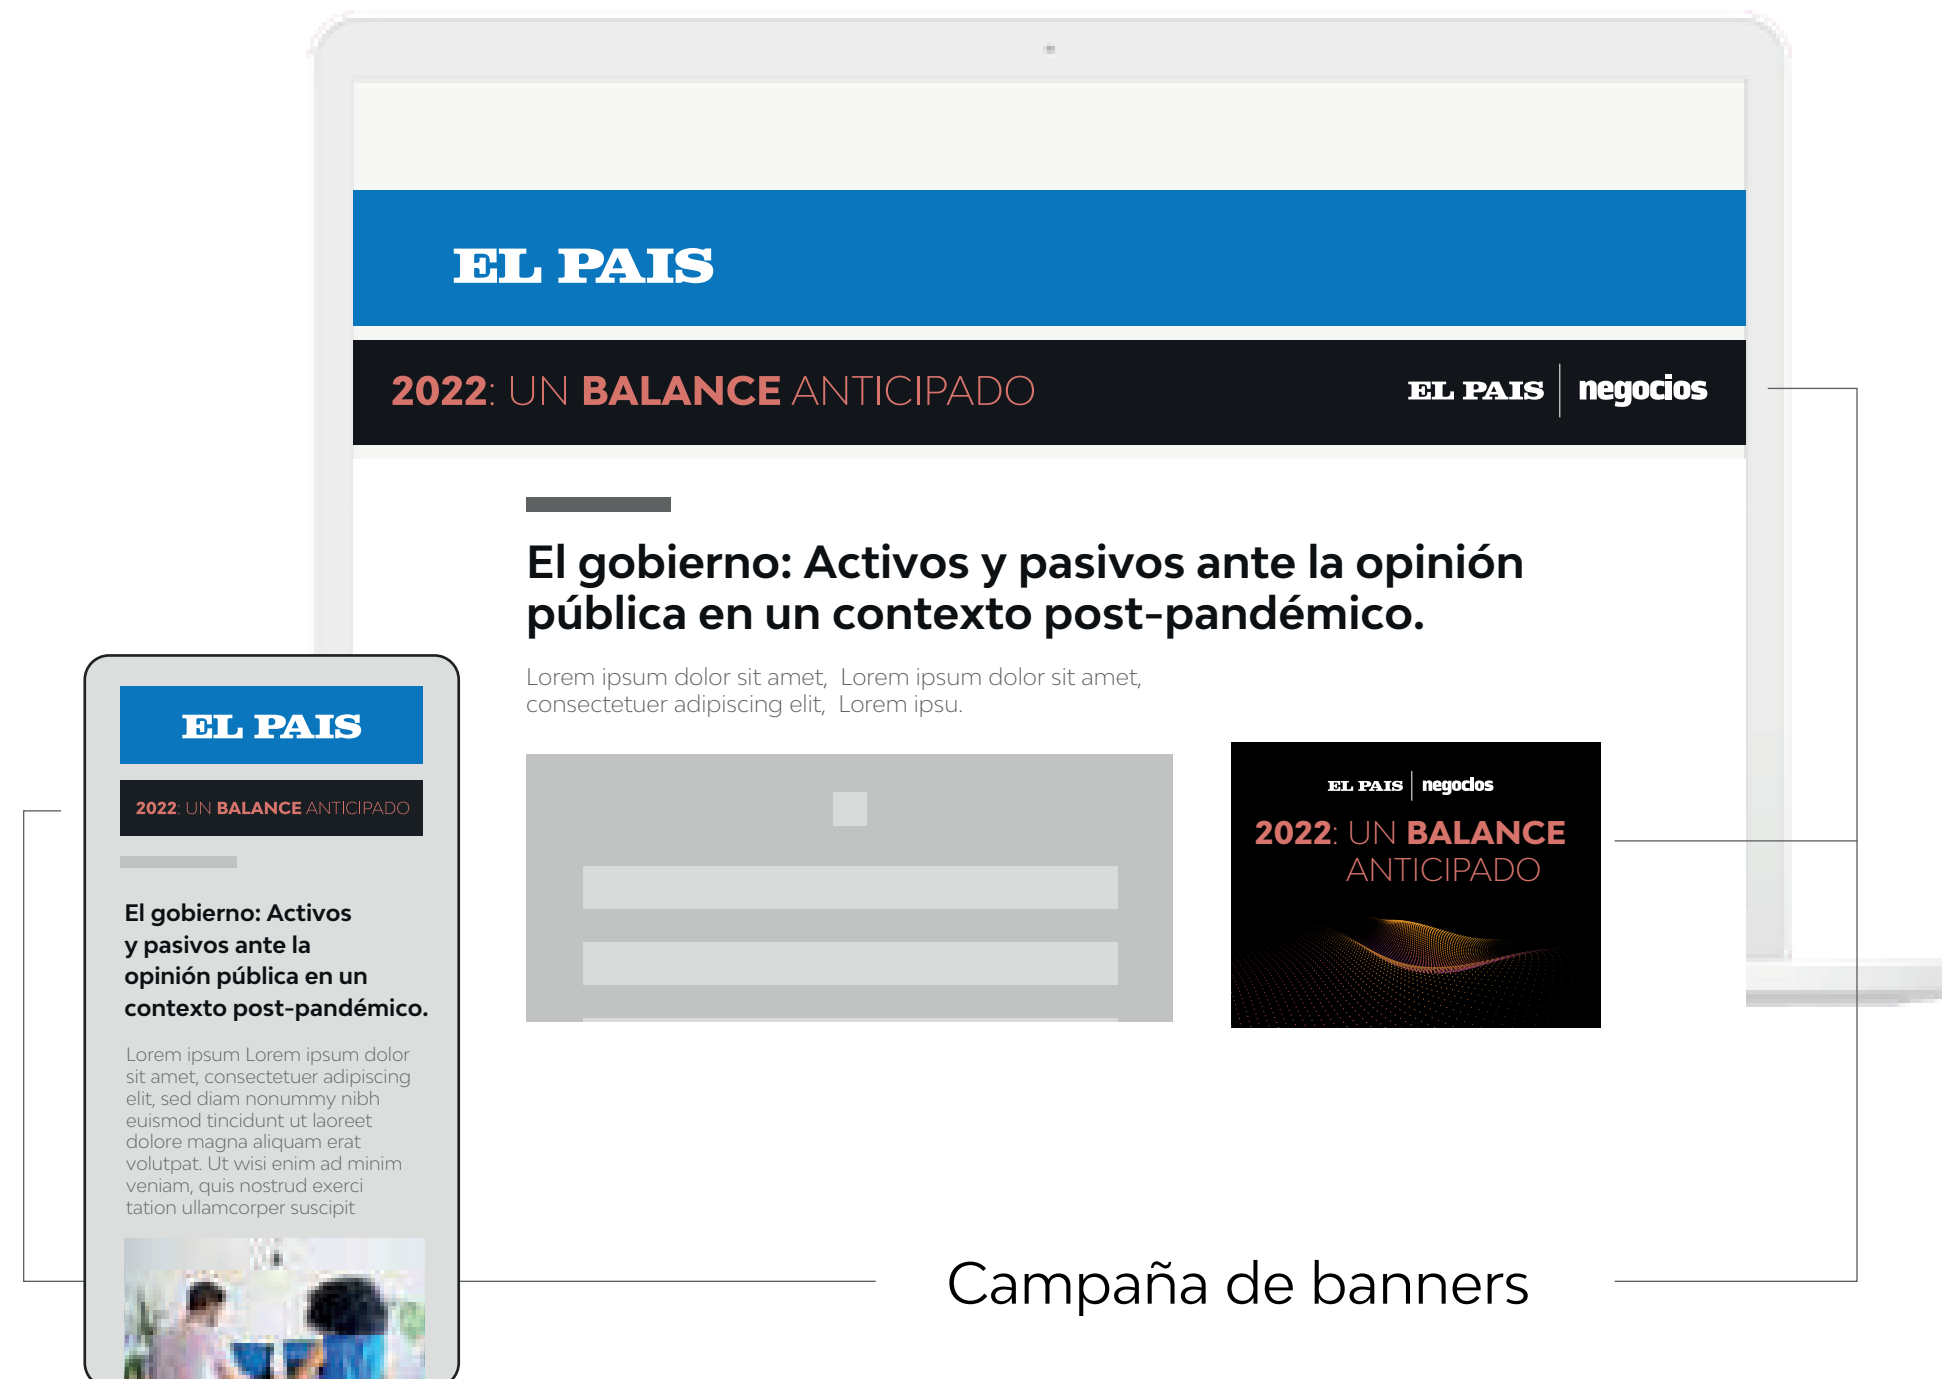 EL PAIS
2022: UN BALANCE ANTICIPADO
EL PAIS | negocios
El gobierno: Activos y pasivos ante la opinión
pública en un contexto post-pandémico.
Lorem ipsum dolor sit amet, Lorem ipsum dolor sit amet,
consectetuer adipiscing elit, Lorem ipsu.
EL PAIS | negocios
2022: UN BALANCE
ANTICIPADO
EL PAIS
2022: UN BALANCE ANTICIPADO
El gobierno: Activos
y pasivos ante la
opinión pública en un
contexto post-pandémico.
Lorem ipsum Lorem ipsum dolor
sit amet, consectetuer adipiscing
elit, sed diam nonummy nibh
euismod tincidunt ut laoreet
dolore magna aliquam erat
volutpat. Ut wisi enim ad minim
veniam, quis nostrud exerci
tation ullamcorper suscipit
Campaña de banners